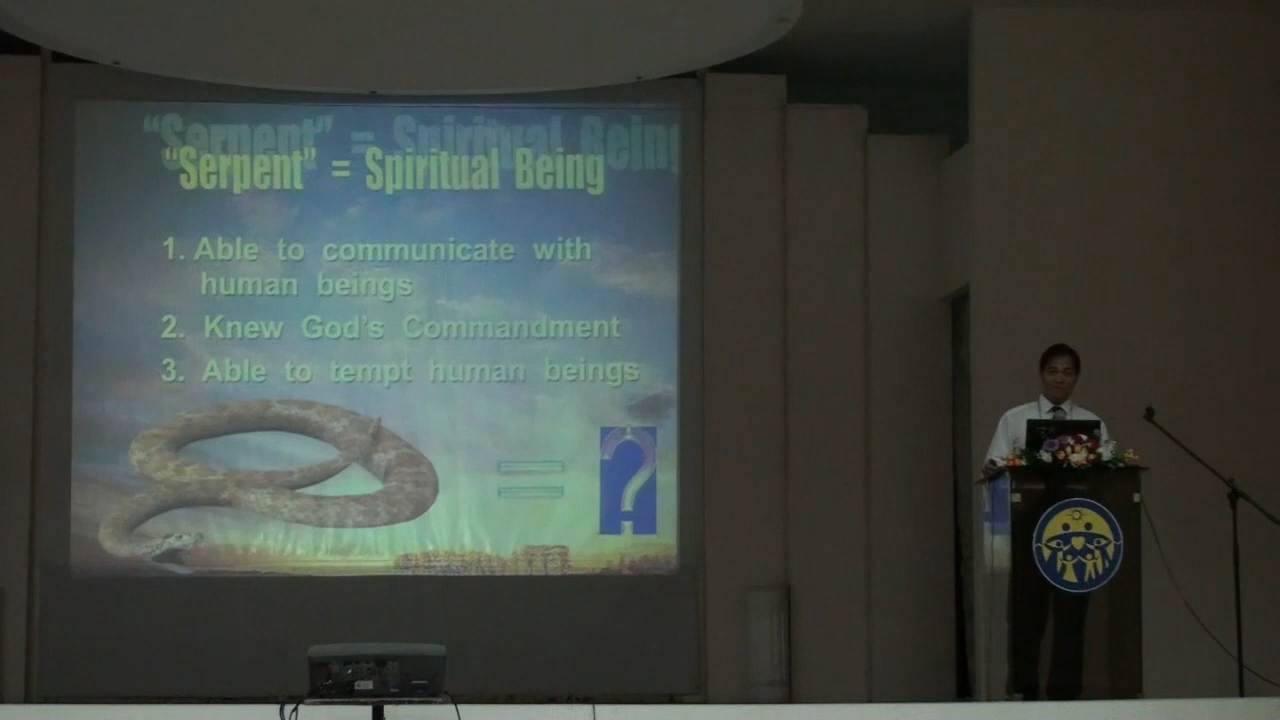 "Serpent" = Spiritual Being
1. Able to communicate with
human beings
2. Knew God's Commandment
3. Able to tempt human beings
= ?